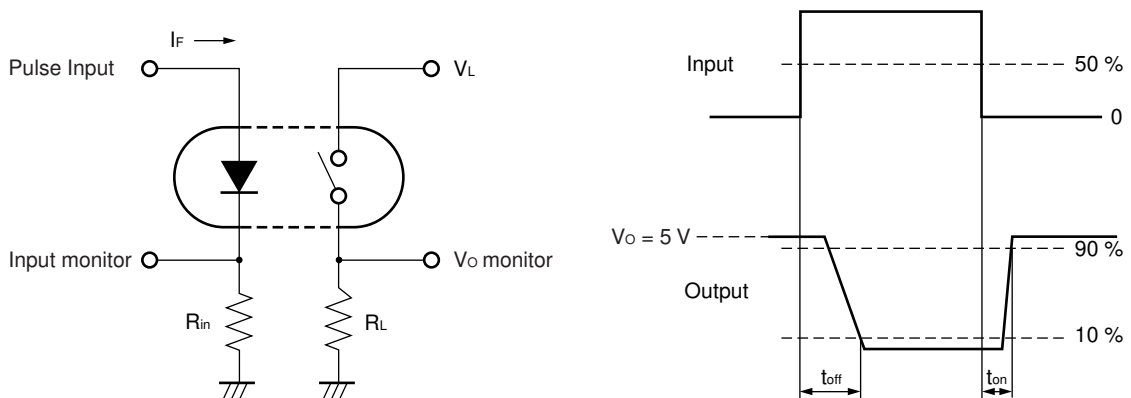 IF
Pulse Input
VL
Input monitor
VO monitor
Rin
RL
Input
50 %
0
VO = 5 V
90 %
Output
10 %
toff
ton